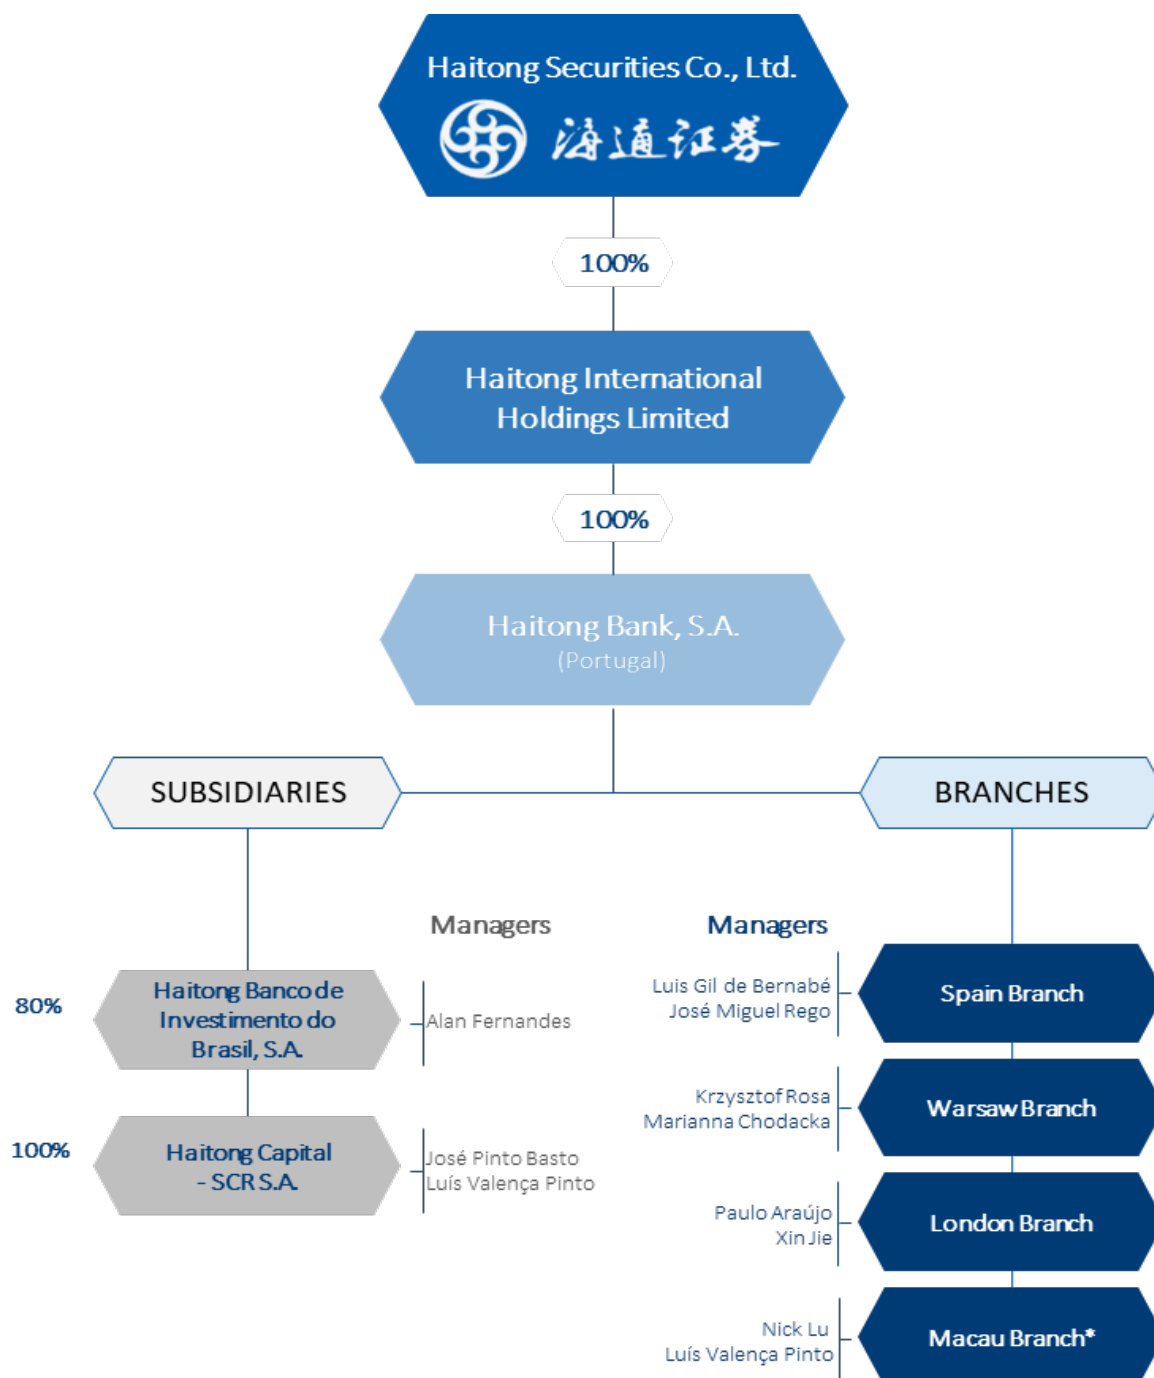 Haitong Securities Co., Ltd.
海通证券
100%
Haitong International
Holdings Limited
100%
Haitong Bank, S.A.
(Portugal)
SUBSIDIARIES
BRANCHES
Managers
80%
Haitong Banco de
Investimento do
Brasil, S.A.
Alan Fernandes
100%
Haitong Capital
- SCR S.A.
José Pinto Basto
Luís Valença Pinto
Managers
Luis Gil de Bernabé
José Miguel Rego
Spain Branch
Krzysztof Rosa
Marianna Chodacka
Warsaw Branch
Paulo Araújo
Xin Jie
London Branch
Nick Lu
Luís Valença Pinto
Macau Branch*